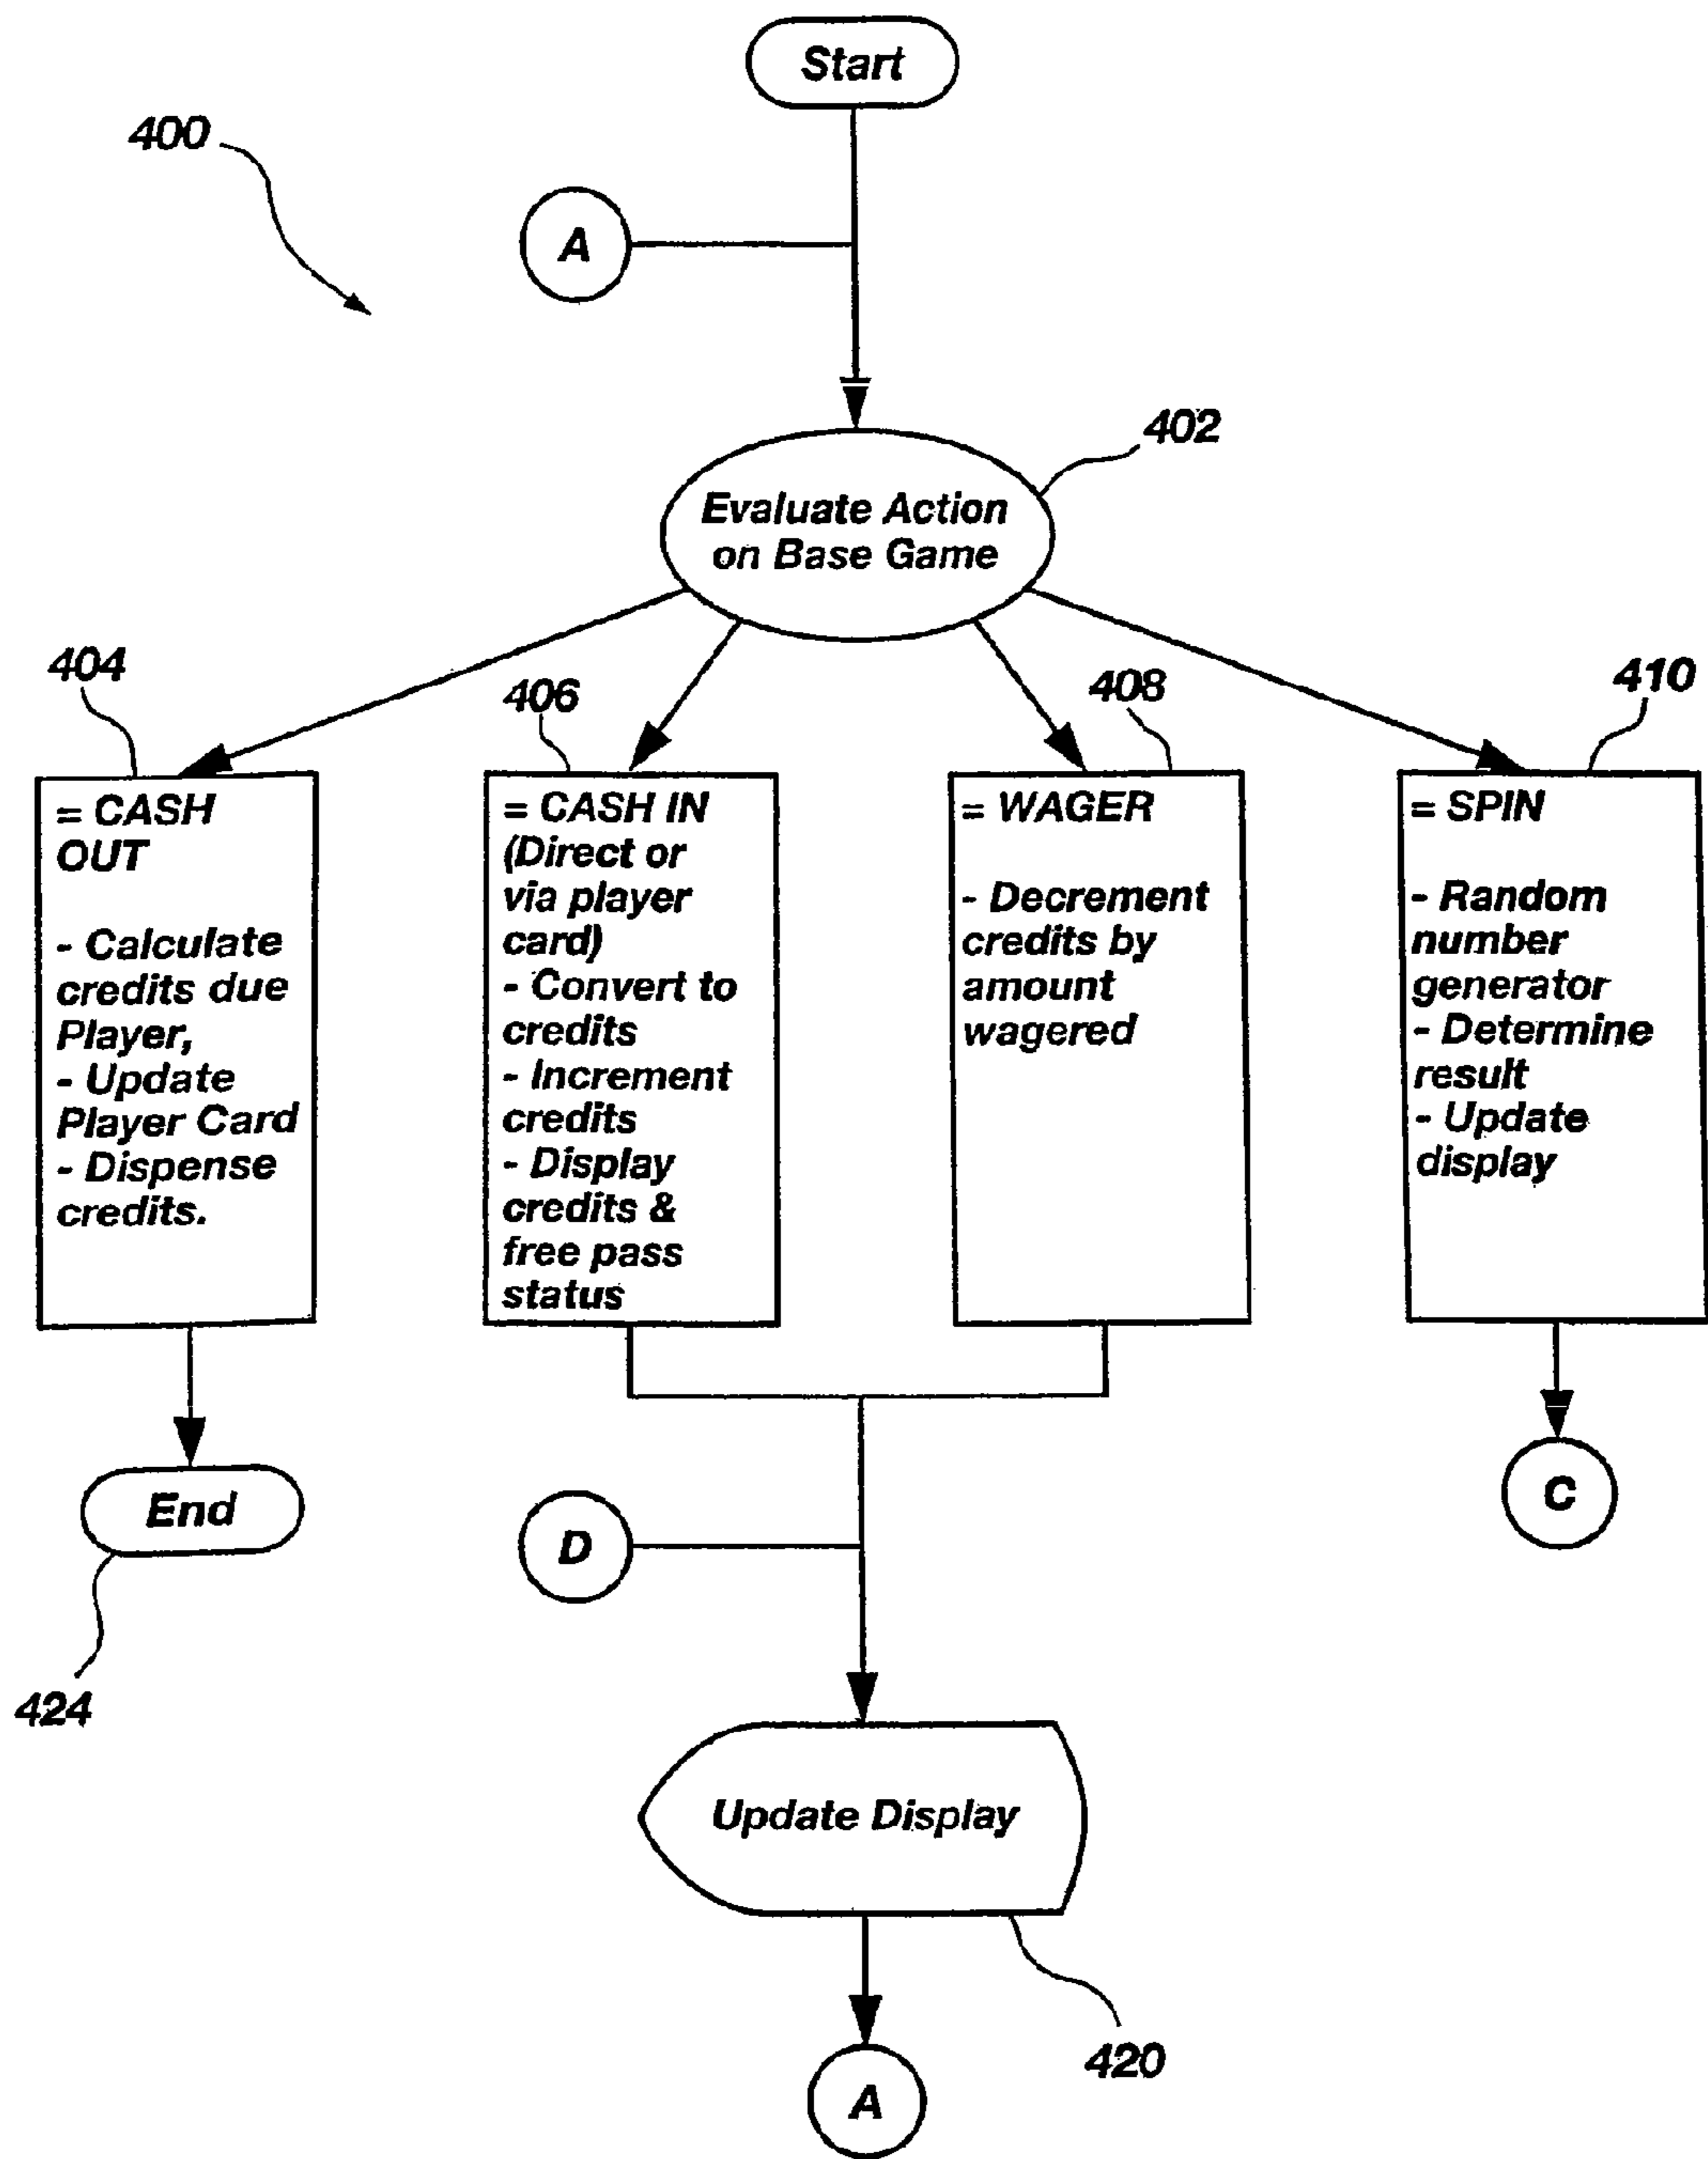 Start
400
A
402
Evaluate Action
on Base Game
404
406
408
410
= CASH
OUT
- Calculate
credits due
Player,
- Update
Player Card
- Dispense
credits.
= CASH IN
(Direct or
via player
card)
- Convert to
credits
- Increment
credits
- Display
credits &
free pass
status
= WAGER
- Decrement
credits by
amount
wagered
= SPIN
- Random
number
generator
- Determine
result
- Update
display
End
D
C
424
Update Display
420
A